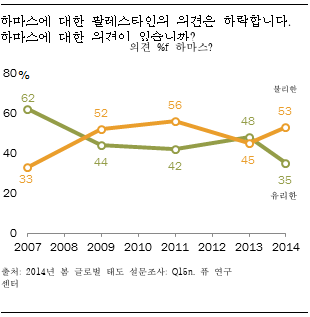 하마스에 대한 팔레스타인의 의견은 하락합니다.
하마스에 대한 의견이 있습니까?
의견 %f 하마스?
80 %
불리한
62
52
56
53
60
48
40
44
42
45
33
35
20
유리한
0
2007 2009 2011 2013 2014
출처: 2014년 봄 글로벌 태도 설문조사: Q15n. 퓨 연구
센터